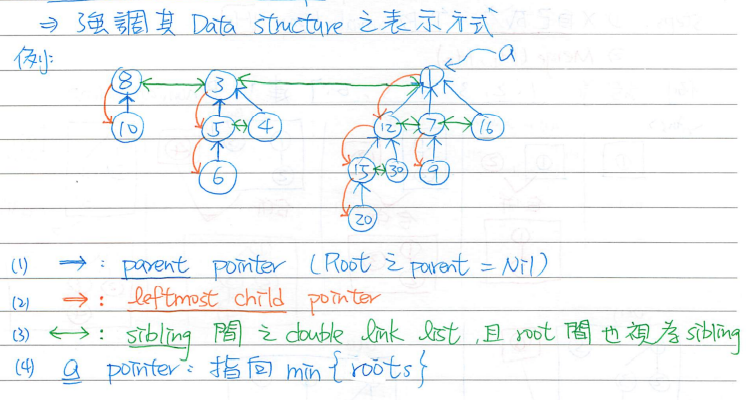 ⇒ 強調其 Data structure 之表示方式
例:
a
8 3 1
10 5 4 12 7 16
6 15 30 9
20
(1) → : parent pointer (Root 之 parent = Nil)
(2) → : leftmost child pointer
(3) ↔ : sibling 間 之 double link list, 且 root 間也視為 sibling
(4) a pointer: 指向 min {roots}